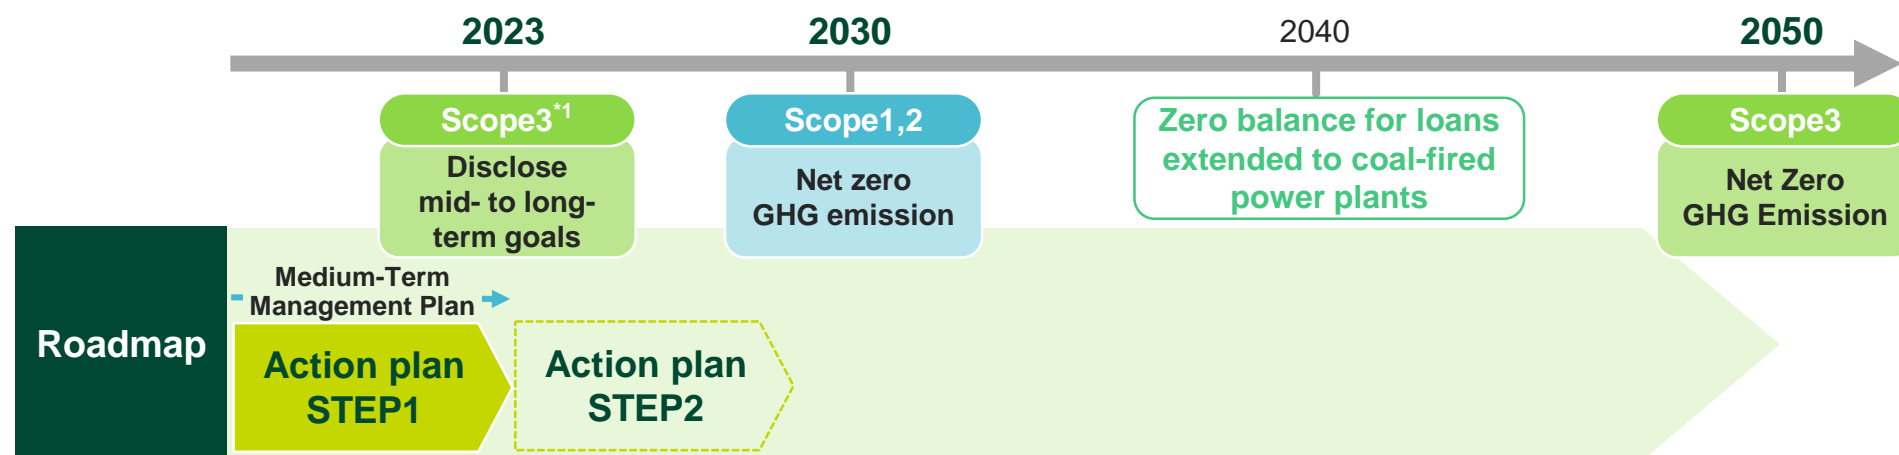 2023
2030
2040
2050
Scope3*1
Disclose
mid- to long-
term goals
Scope1,2
Net zero
GHG emission
Zero balance for loans
extended to coal-fired
power plants
Scope3
Net Zero
GHG Emission
Roadmap
Medium-Term
Management Plan
Action plan
STEP1
Action plan
STEP2